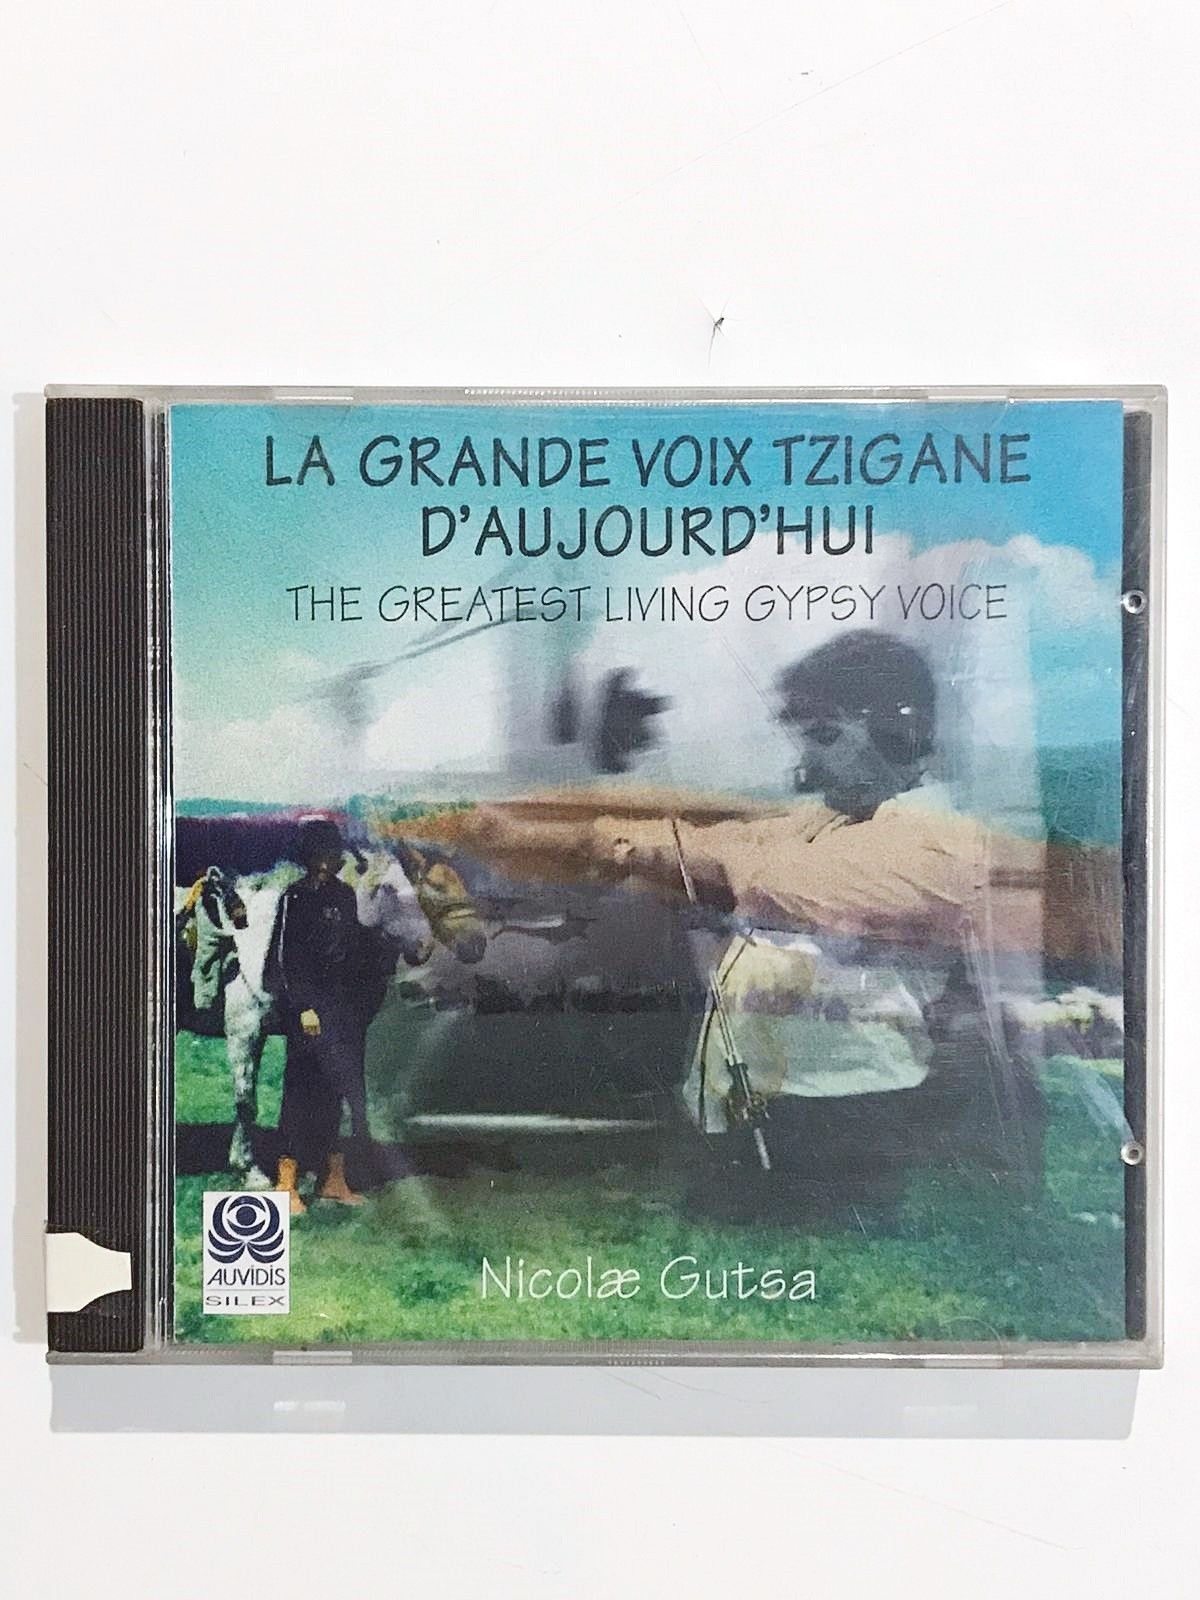 LA GRANDE VOIX TZIGANE
D'AUJOURD'HUI
THE GREATEST LIVING GYPSY VOICE
AUVIDIS
SILEX
Nicolæ Gutsa